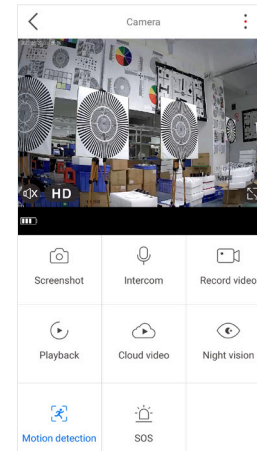 Camera
HD
Screenshot
Intercom
Record video
Playback
Cloud video
Night vision
Motion detection
SOS